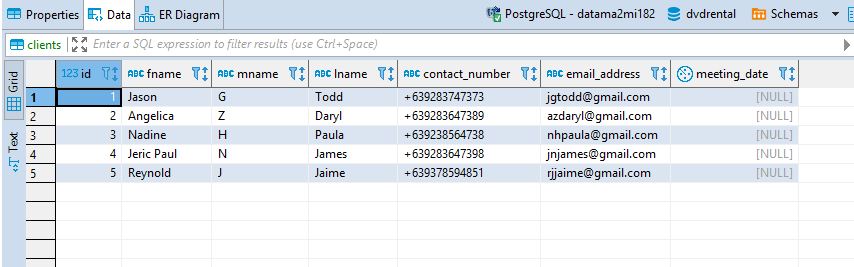 Properties Data ER Diagram PostgreSQL - datama2mi182 dvdrental Schemas
clients Enter a SQL expression to filter results (use Ctrl+Space)
Grid
Text
123 id ABC fname ABC mname ABC lname ABC contact_number ABC email_address meeting_date
1 1 Jason G Todd +639283747373 jgtodd@gmail.com [NULL]
2 2 Angelica Z Daryl +639283647389 azdaryl@gmail.com [NULL]
3 3 Nadine H Paula +639238564738 nhpaula@gmail.com [NULL]
4 4 Jeric Paul N James +639283647398 jnjames@gmail.com [NULL]
5 5 Reynold J Jaime +639378594851 rjjaime@gmail.com [NULL]